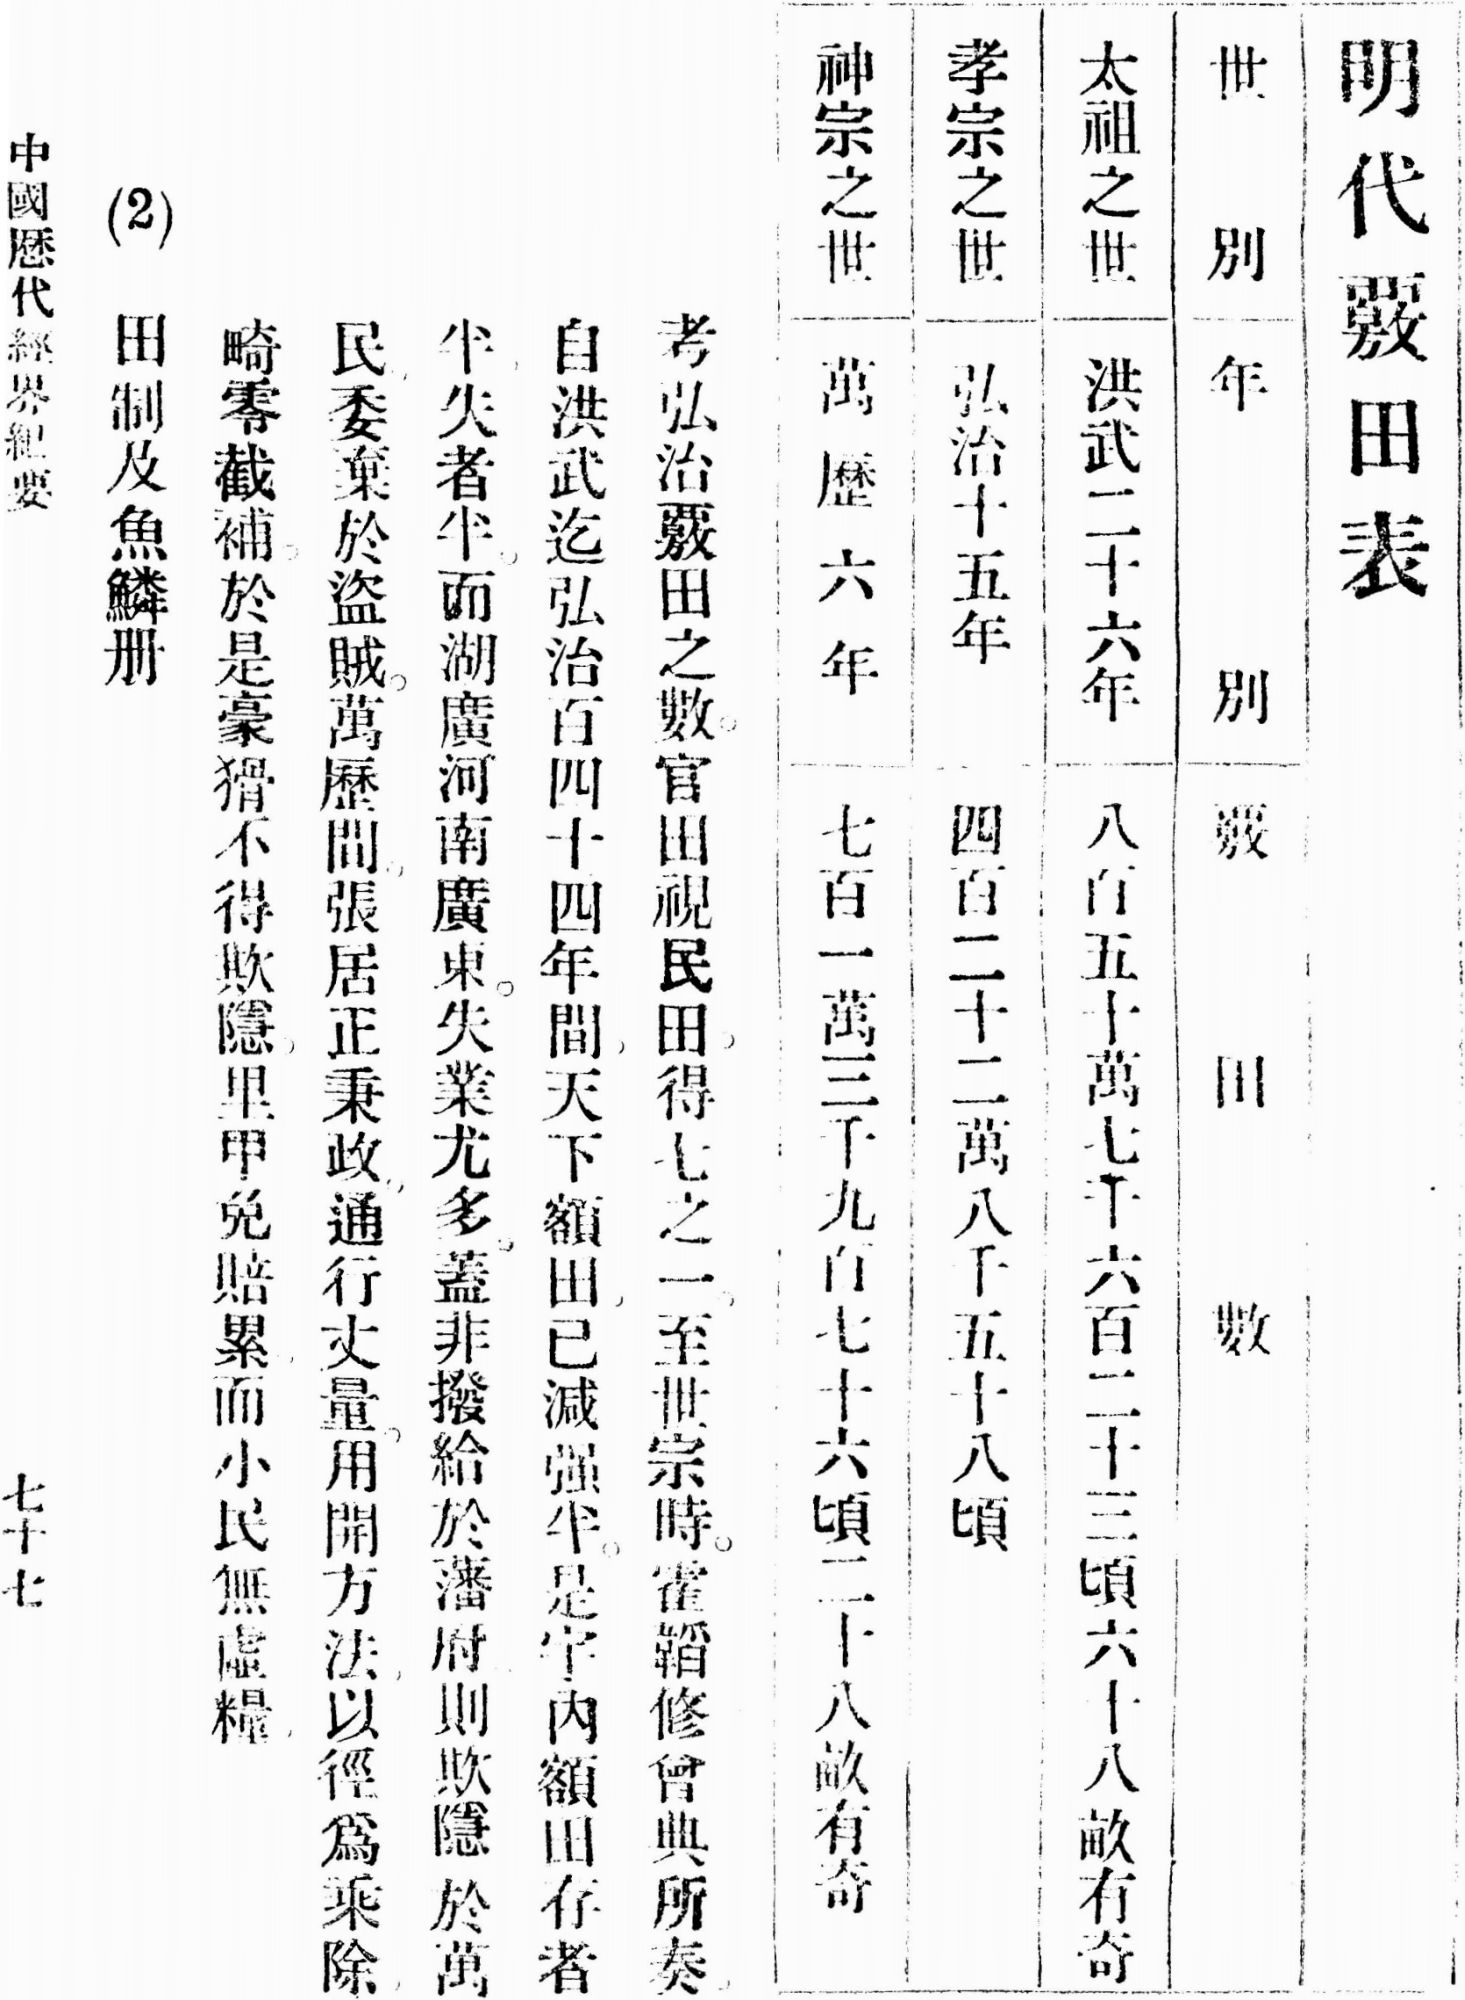 明代覈田表
世別 年別 覈田數
太祖之世 洪武二十六年 八百五十萬七千六百二十三頃六十八畝有奇
孝宗之世 弘治十五年 四百二十二萬八千五十八頃
神宗之世 萬歷六年 七百一萬三千九百七十六頃二十八畝有奇
考弘治覈田之數。官田視民田。得七之一。至世宗時。霍韜修曾典所奏。
自洪武迄弘治百四十四年間。天下額田。已減强半。是宇內額田存者
半。失者半。而湖廣河南廣東。失業尤多。蓋非撥給於藩府。則欺隱於萬
民。委棄於盜賊。萬歷間。張居正秉政。通行丈量。用開方法。以徑爲乘除。
畸零截補。於是豪猾不得欺隱。里甲免賠累。而小民無虛糧。
(2) 田制及魚鱗册
中國歷代經界紀要
七十七